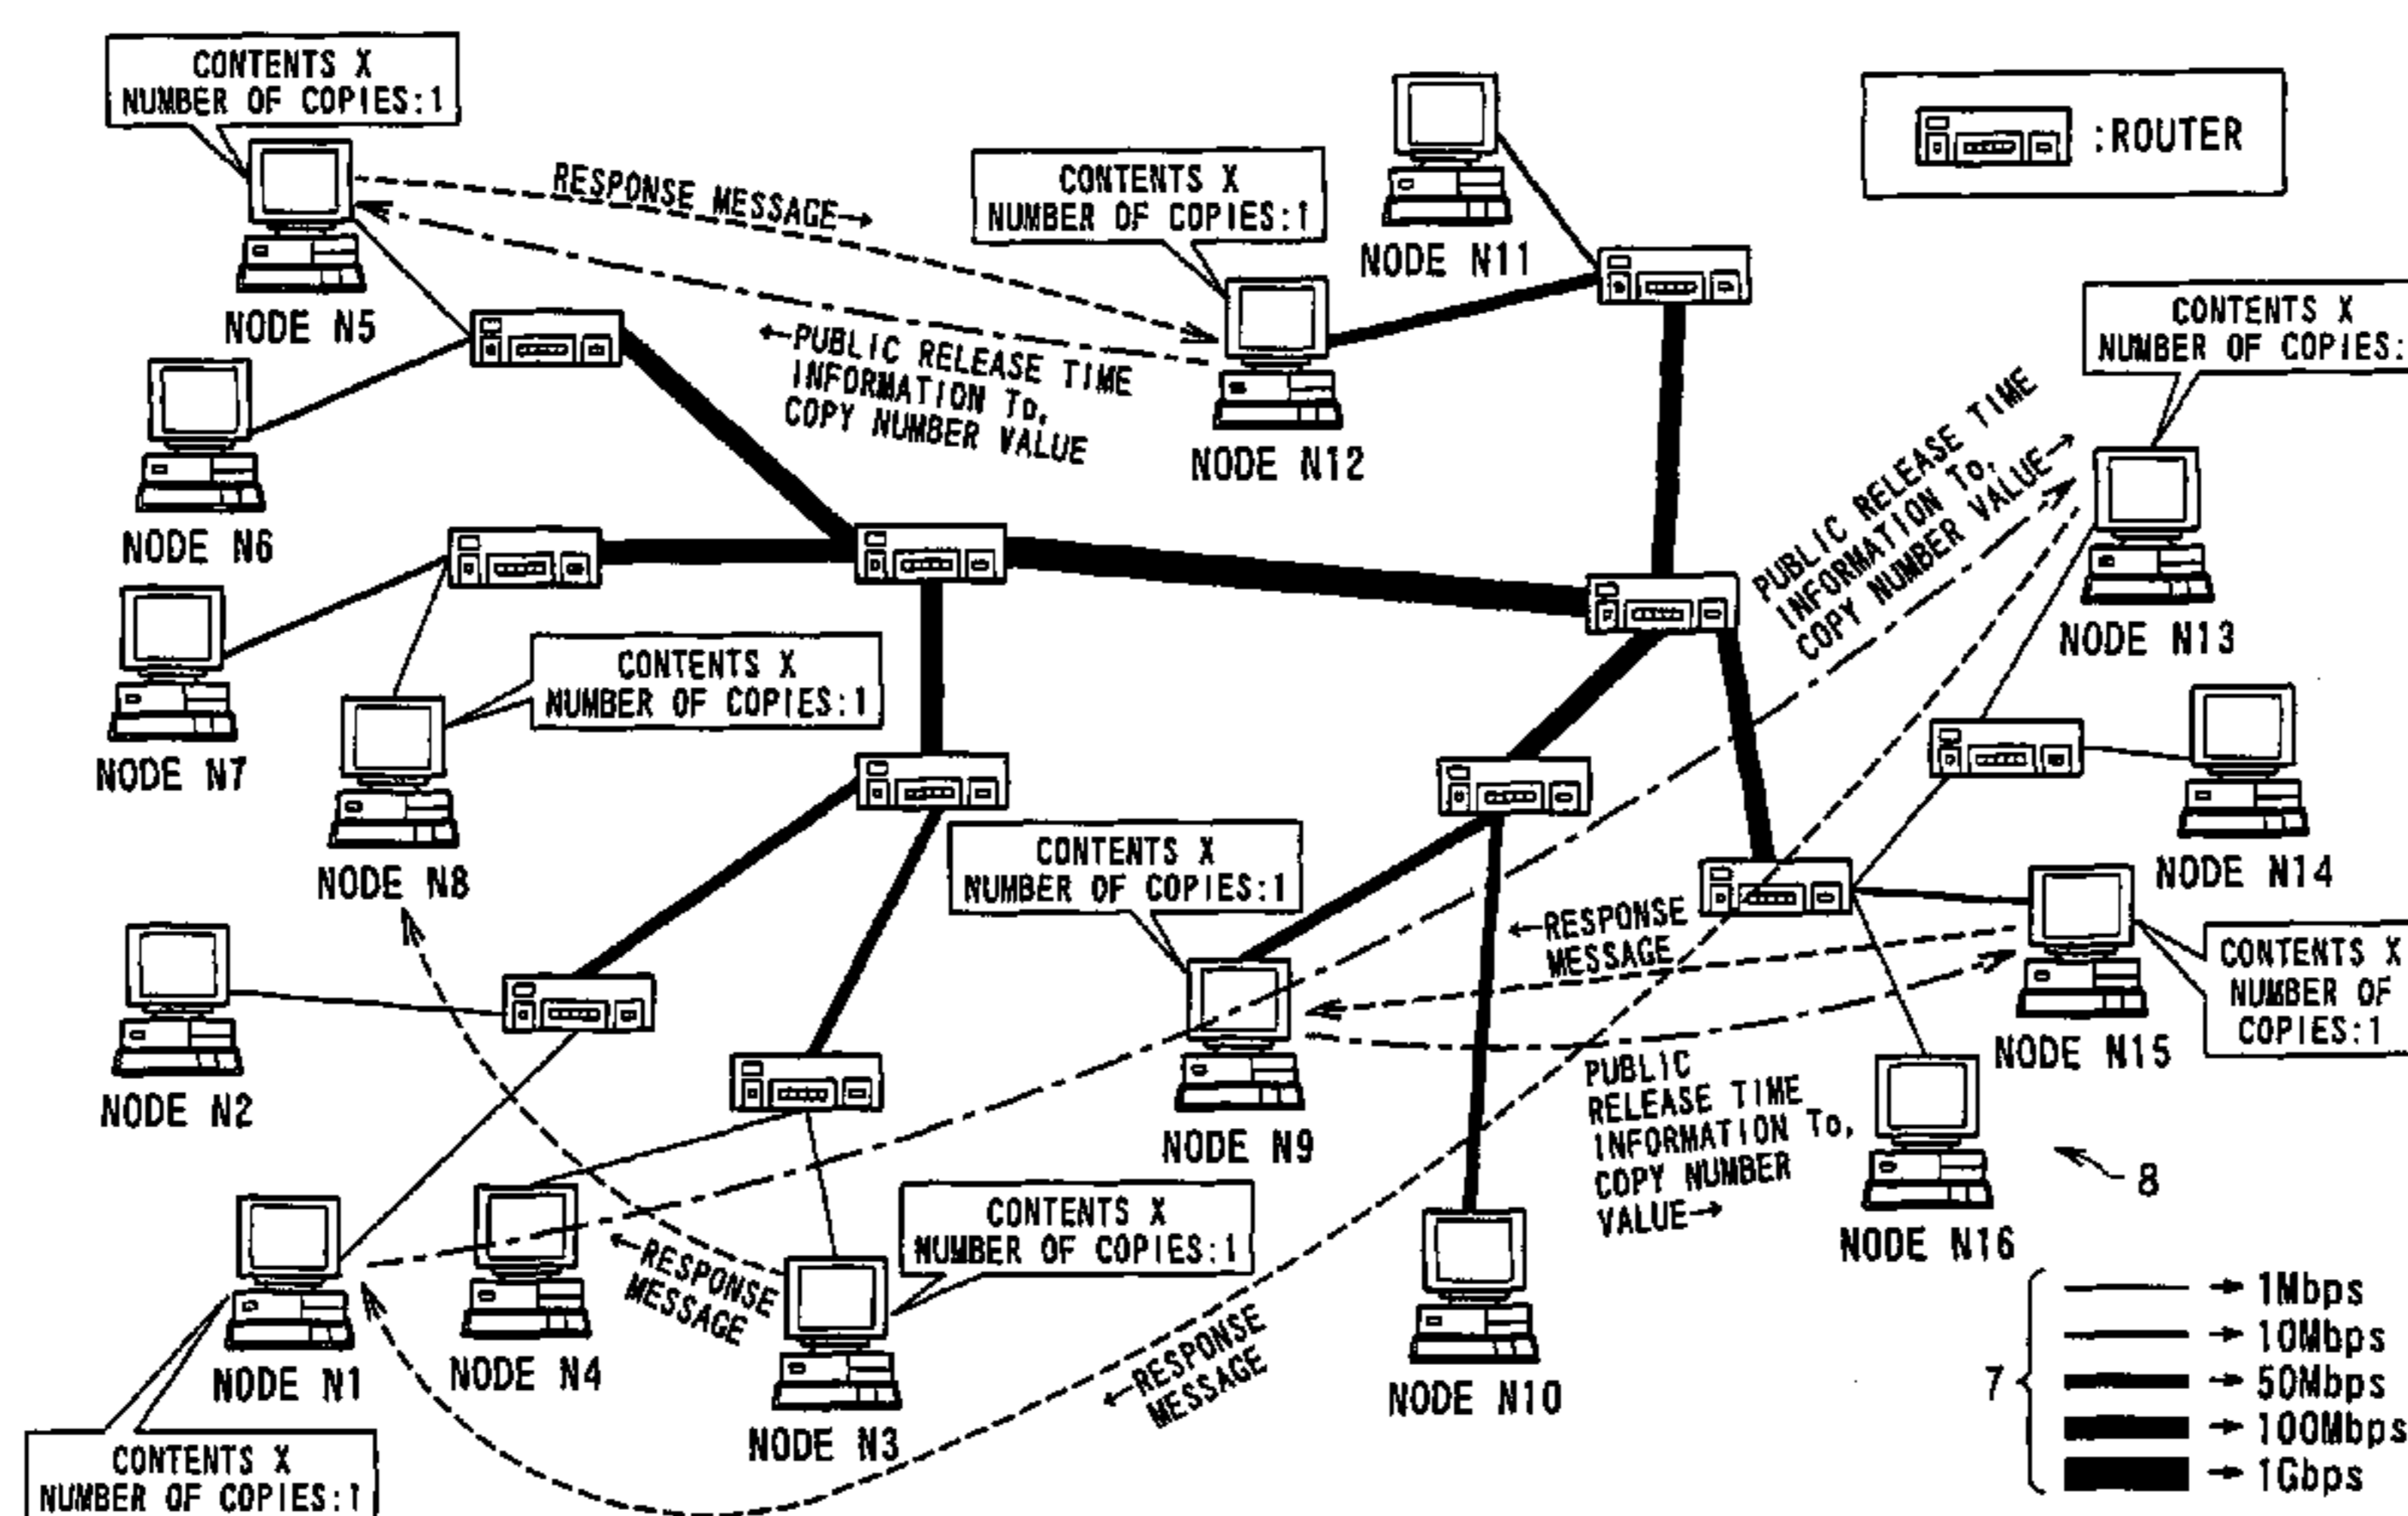 CONTENTS X
NUMBER OF COPIES:1
NODE N5
RESPONSE MESSAGE→
CONTENTS X
NUMBER OF COPIES:1
NODE N12
NODE N11
:ROUTER
←PUBLIC RELEASE TIME
INFORMATION To,
COPY NUMBER VALUE
NODE N6
PUBLIC RELEASE TIME
INFORMATION To,
COPY NUMBER VALUE→
CONTENTS X
NUMBER OF COPIES:
NODE N13
NODE N7
CONTENTS X
NUMBER OF COPIES:1
NODE N8
NODE N14
CONTENTS X
NUMBER OF COPIES:1
NODE N9
←RESPONSE
MESSAGE
CONTENTS X
NUMBER OF
COPIES:1
NODE N15
NODE N2
PUBLIC
RELEASE TIME
INFORMATION To,
COPY NUMBER
VALUE→
8
NODE N16
NODE N1
CONTENTS X
NUMBER OF COPIES:1
NODE N4
←RESPONSE
MESSAGE
CONTENTS X
NUMBER OF COPIES:1
NODE N3
←RESPONSE
MESSAGE
NODE N10
7
→ 1Mbps
→ 10Mbps
→ 50Mbps
→ 100Mbps
→ 1Gbps